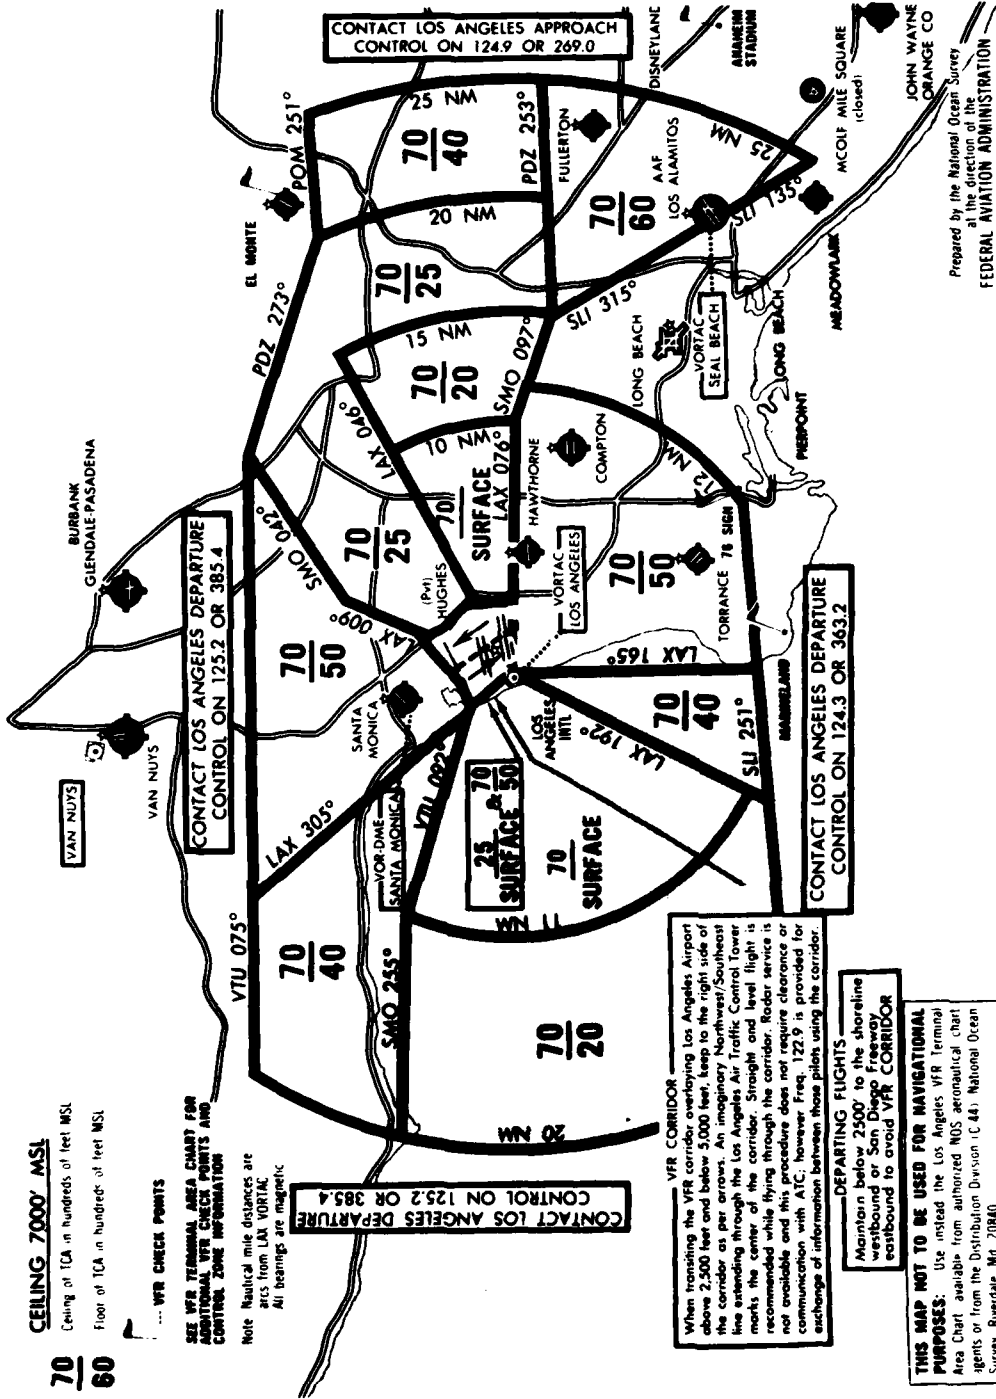 CEILING 7000' MSL
70
60
Ceiling of TCA in hundreds of feet MSL
Floor of TCA in hundreds of feet MSL
--- VFR CHECK POINTS
SEE VFR TERMINAL AREA CHART FOR
ADDITIONAL VFR CHECK POINTS AND
CONTROL ZONE INFORMATION
Note Nautical mile distances are
arcs from LAX VORTAC
All bearings are magnetic
VAN NUYS
VAN NUYS
BURBANK
GLENDALE-PASADENA
CONTACT LOS ANGELES DEPARTURE
CONTROL ON 125.2 OR 385.4
EL MONTE
CONTACT LOS ANGELES APPROACH
CONTROL ON 124.9 OR 269.0
VTU 075°
PDZ 273°
POM 251°
25 NM
70
40
20 NM
PDZ 253°
FULLERTON
DISNEYLAND
ANAHEIM
STADIUM
LAX 305°
70
50
SMO 042°
LAX 009°
70
25
LAX 046°
70
25
15 NM
70
20
10 NM
SMO 097°
70
SURFACE
LAX 076°
70
40
SMO 255°
VOR-DME
SANTA MONICA
VTU 092°
SANTA
MONICA
(Pvt)
HUGHES
HAWTHORNE
COMPTON
SLI 315°
70
60
AAF
LOS ALAMITOS
25 NM
SLI 135°
MCOLF MILE SQUARE
(closed)
JOHN WAYNE
ORANGE CO
CONTACT LOS ANGELES DEPARTURE
CONTROL ON 125.2 OR 385.4
20 NM
70
20
11 NM
25
SURFACE
&
70
50
70
SURFACE
LOS
ANGELES
INTL
VORTAC
LOS ANGELES
70
50
12 NM
LONG BEACH
VORTAC
SEAL BEACH
LONG BEACH
MEADOWLARK
PIERPOINT
LAX 192°
70
40
LAX 165°
TORRANCE
76 SIGN
SLI 251°
MARINELAND
CONTACT LOS ANGELES DEPARTURE
CONTROL ON 124.3 OR 363.2
VFR CORRIDOR
When transiting the VFR corridor overlaying Los Angeles Airport
above 2,500 feet and below 5,000 feet, keep to the right side of
the corridor as per arrows. An imaginary Northwest/Southeast
line extending through the Los Angeles Air Traffic Control Tower
marks the center of the corridor. Straight and level flight is
recommended while flying through the corridor. Radar service is
not available and this procedure does not require clearance or
communication with ATC; however Freq. 122.9 is provided for
exchange of information between those pilots using the corridor.
DEPARTING FLIGHTS
Maintain below 2500' to the shoreline
westbound or San Diego Freeway
eastbound to avoid VFR CORRIDOR
THIS MAP NOT TO BE USED FOR NAVIGATIONAL
PURPOSES: Use instead the Los Angeles VFR Terminal
Area Chart available from authorized NOS aeronautical chart
agents or from the Distribution Division (C 44) National Ocean
Survey, Riverdale, Md. 20840
Prepared by the National Ocean Survey
at the direction of the
FEDERAL AVIATION ADMINISTRATION